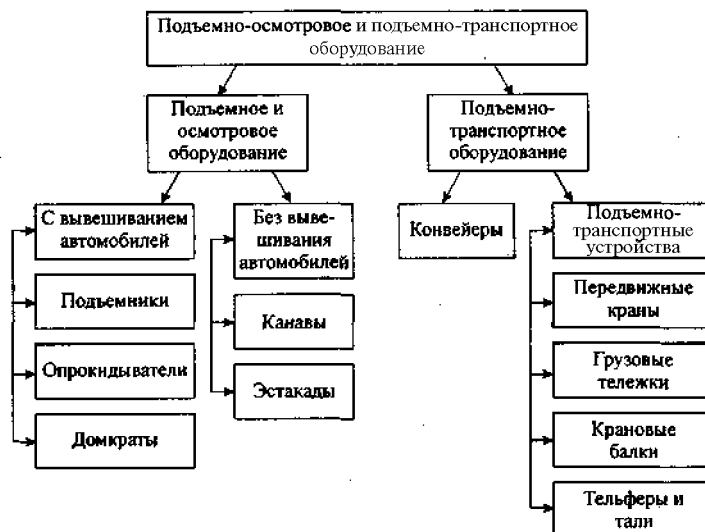 Подъемно-осмотровое и подъемно-транспортное
оборудование
Подъемное и
осмотровое
оборудование
Подъемно-
транспортное
оборудование
С вывешиванием
автомобилей
Без выве-
шивания
автомобилей
Конвейеры
Подъемно-
транспортные
устройства
Подъемники
Канавы
Передвижные
краны
Опрокидыватели
Эстакады
Грузовые
тележки
Домкраты
Крановые
балки
Тельферы и
тали